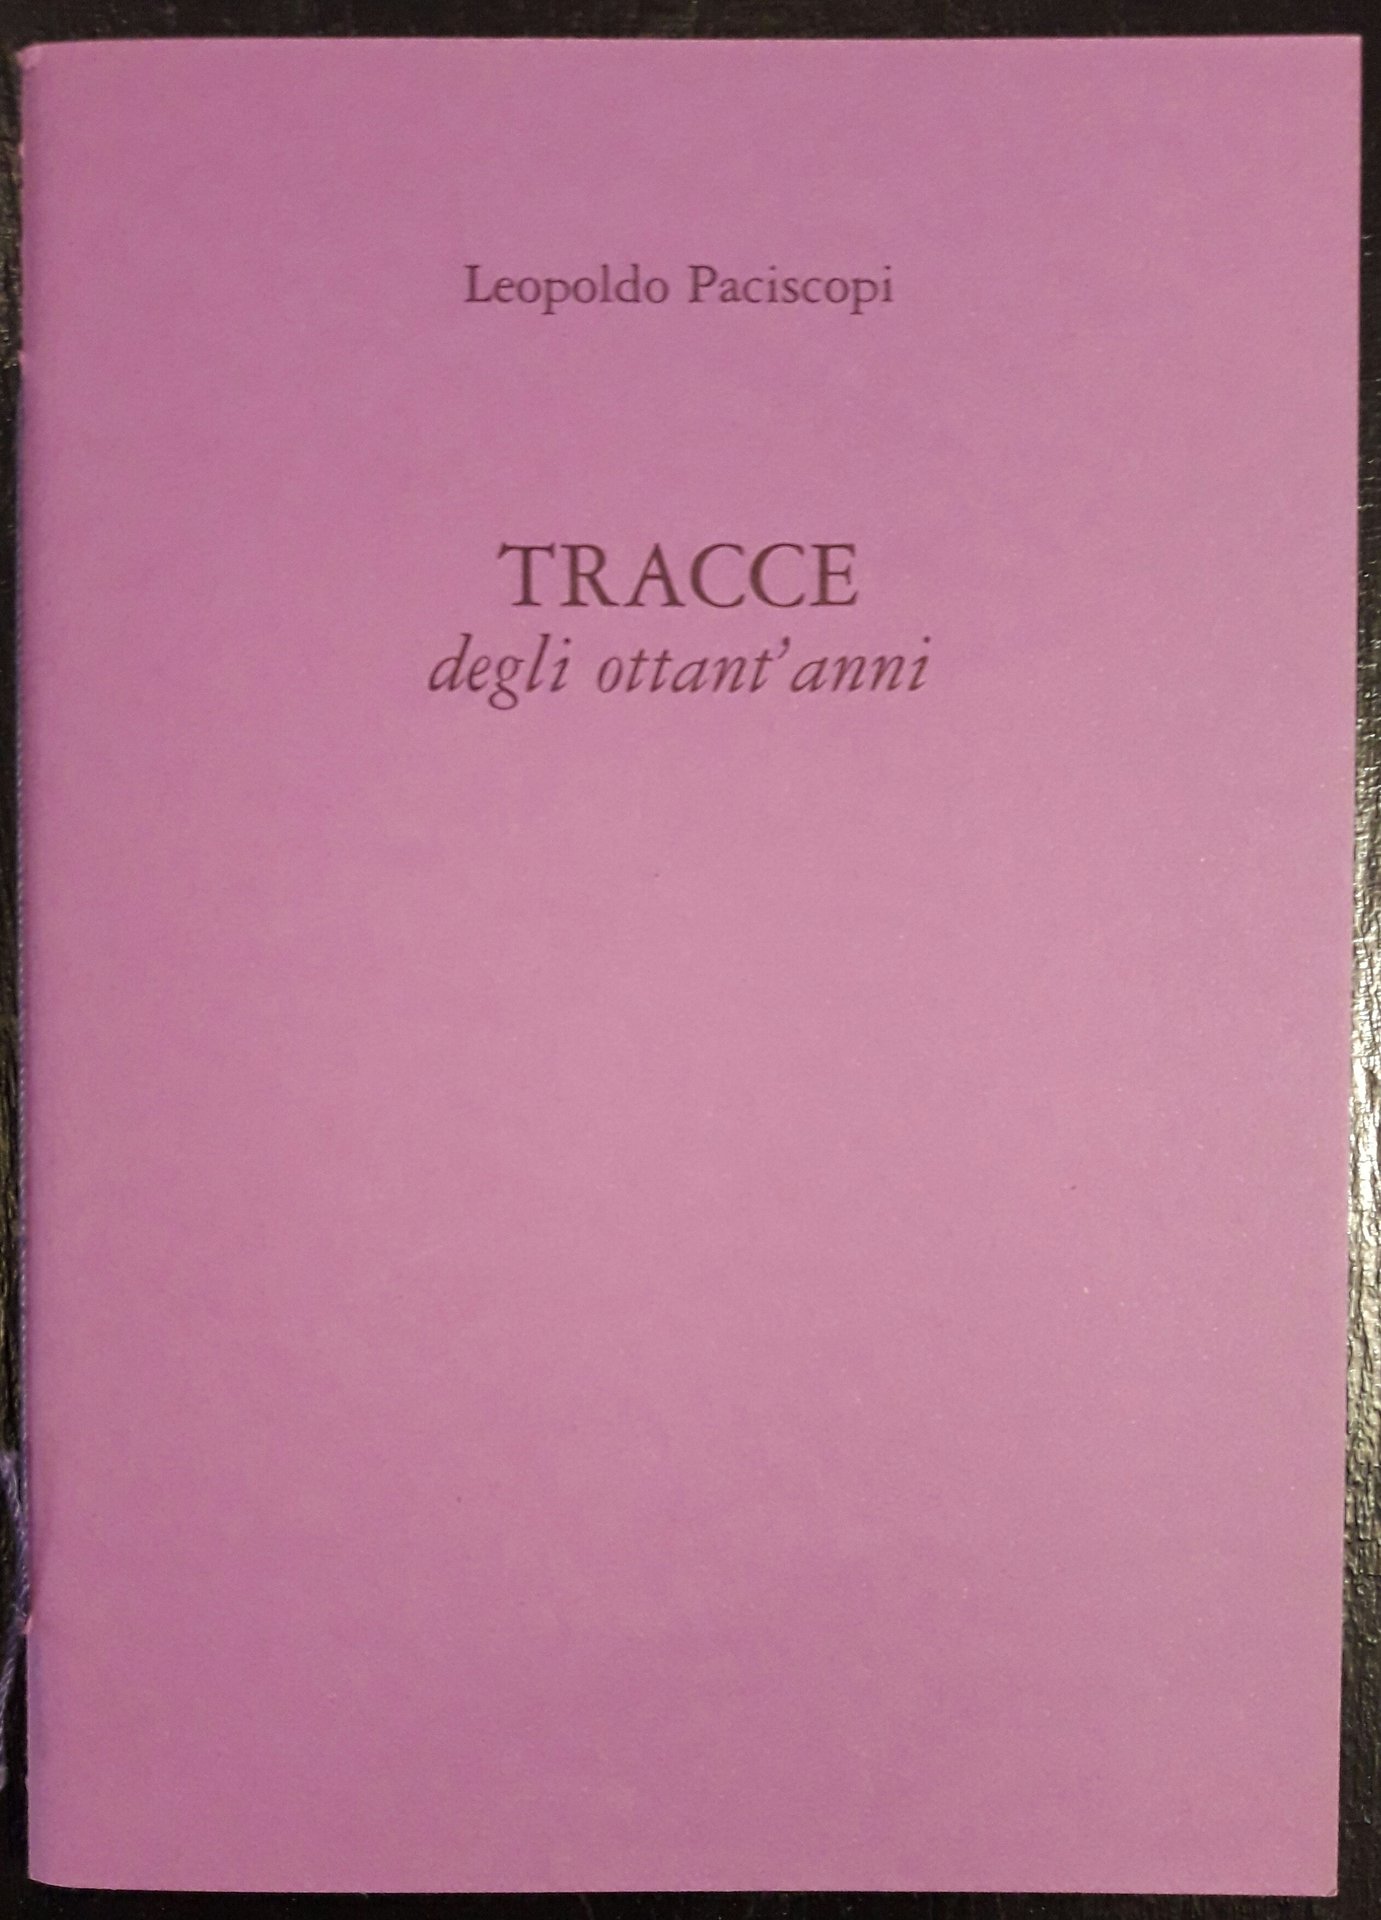 Leopoldo Paciscopi
TRACCE
degli ottant'anni